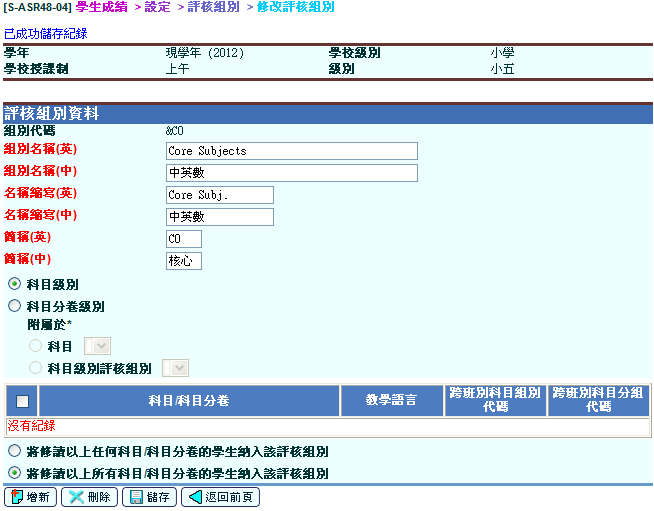 [S-ASR48-04] 學生成績 > 設定 > 評核組別 > 修改評核組別
已成功儲存紀錄
學年 現學年 (2012) 學校級別 小學
學校授課制 上午 級別 小五
評核組別資料
組別代碼 &CO
組別名稱(英) Core Subjects
組別名稱(中) 中英數
名稱縮寫(英) Core Subj.
名稱縮寫(中) 中英數
簡稱(英) CO
簡稱(中) 核心
科目級別
科目分卷級別
附屬於*
科目
科目級別評核組別
科目/科目分卷 教學語言 跨班別科目組別代碼 跨班別科目分組代碼
沒有紀錄
將修讀以上任何科目/科目分卷的學生納入該評核組別
將修讀以上所有科目/科目分卷的學生納入該評核組別
增新 刪除 儲存 返回前頁